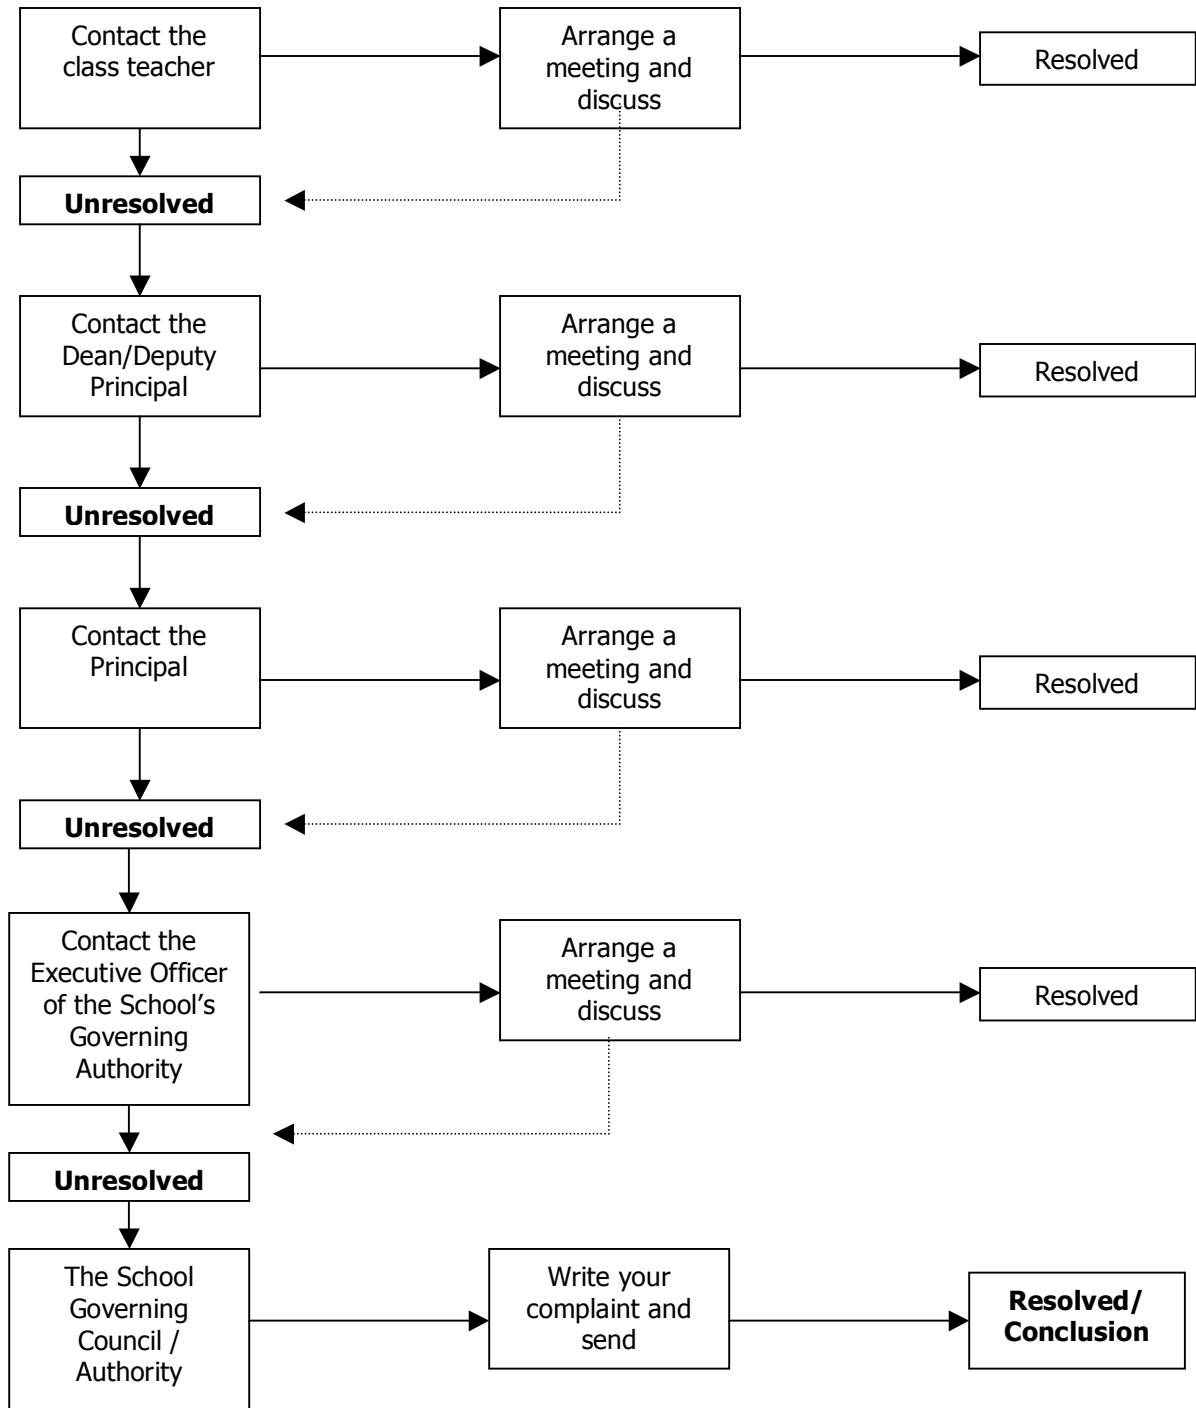 Contact the
class teacher
Arrange a
meeting and
discuss
Resolved
Unresolved
Contact the
Dean/Deputy
Principal
Arrange a
meeting and
discuss
Resolved
Unresolved
Contact the
Principal
Arrange a
meeting and
discuss
Resolved
Unresolved
Contact the
Executive Officer
of the School’s
Governing
Authority
Arrange a
meeting and
discuss
Resolved
Unresolved
The School
Governing
Council /
Authority
Write your
complaint and
send
Resolved/
Conclusion